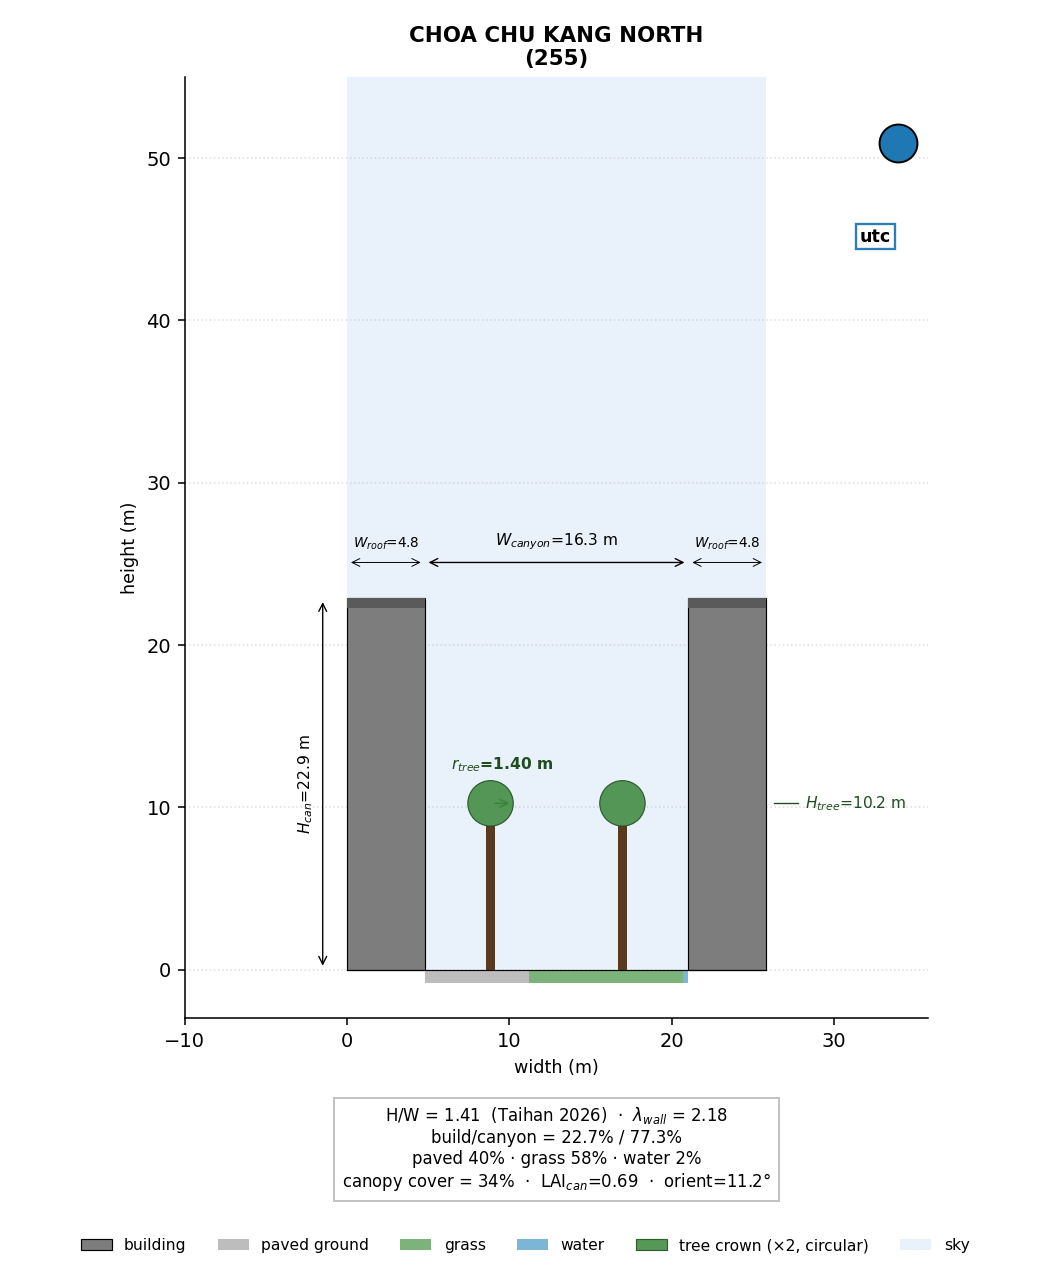 CHOA CHU KANG NORTH
(255)
50
utc
40
30
height (m)
W_roof=4.8
W_canyon=16.3 m
W_roof=4.8
20
H_can=22.9 m
r_tree=1.40 m
10
H_tree=10.2 m
0
−10 0 10 20 30
width (m)
H/W = 1.41 (Taihan 2026) · λ_wall = 2.18
build/canyon = 22.7% / 77.3%
paved 40% · grass 58% · water 2%
canopy cover = 34% · LAI_can=0.69 · orient=11.2°
building paved ground grass water tree crown (×2, circular) sky